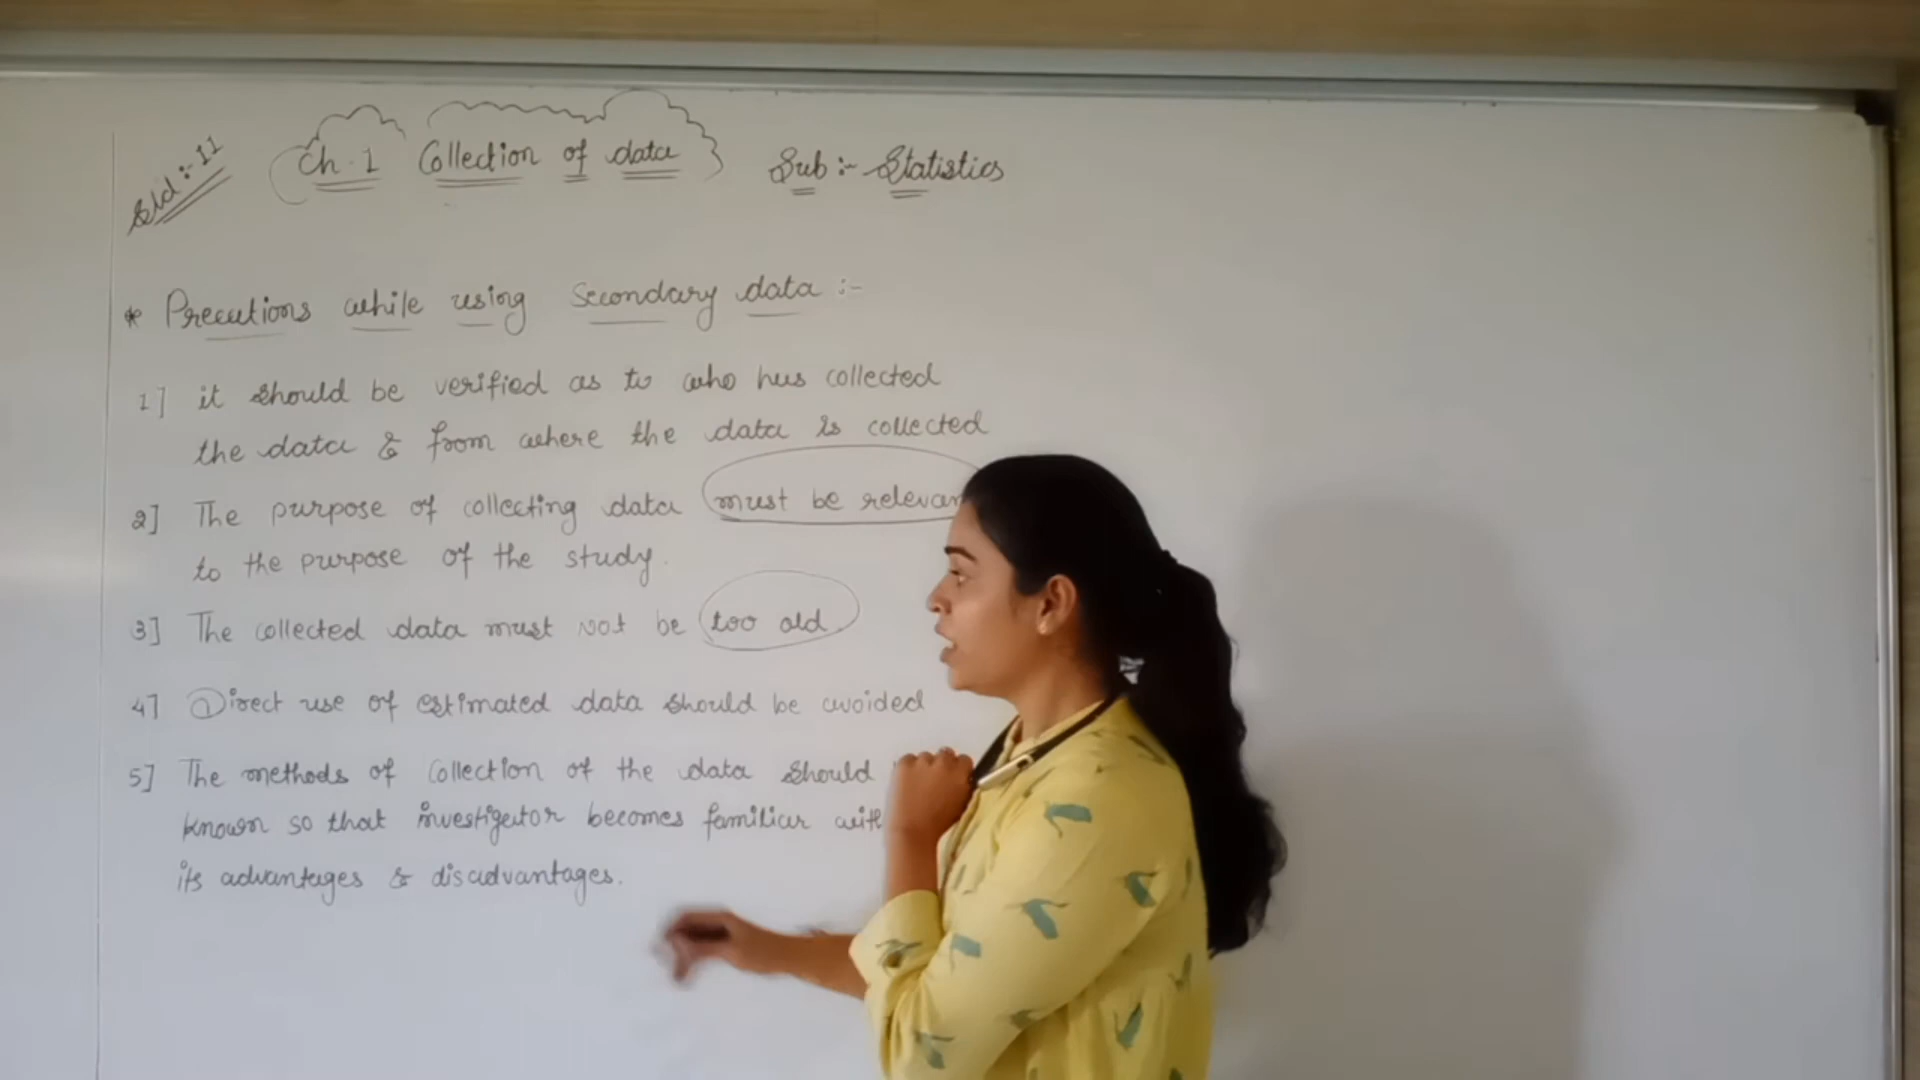 Std:- 11
Ch.1 Collection of data
Sub:- Statistics
* Precutions while using Secondary data :-
1] it should be verified as to who has collected
the data & from where the data is collected
2] The purpose of collecting data must be relevan
to the purpose of the study.
3] The collected data must not be too old
4] Direct use of estimated data should be avoided
5] The methods of Collection of the data should
known so that investigator becomes familiar with
its advantages & disadvantages.